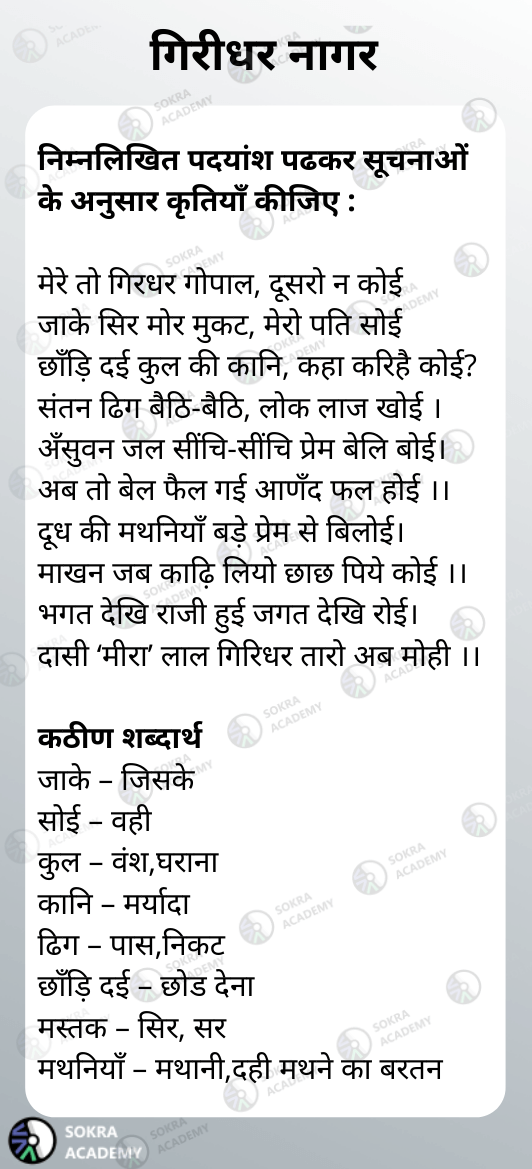 गिरीधर नागर
निम्नलिखित पदयांश पढकर सूचनाओं
के अनुसार कृतियाँ कीजिए :
मेरे तो गिरधर गोपाल, दूसरो न कोई
जाके सिर मोर मुकट, मेरो पति सोई
छाँड़ि दई कुल की कानि, कहा करिहै कोई?
संतन ढिग बैठि-बैठि, लोक लाज खोई ।
अँसुवन जल सींचि-सींचि प्रेम बेलि बोई।
अब तो बेल फैल गई आणँद फल होई ।।
दूध की मथनियाँ बड़े प्रेम से बिलोई।
माखन जब काढ़ि लियो छाछ पिये कोई ।।
भगत देखि राजी हुई जगत देखि रोई।
दासी ‘मीरा’ लाल गिरिधर तारो अब मोही ।।
कठीण शब्दार्थ
जाके – जिसके
सोई – वही
कुल – वंश,घराना
कानि – मर्यादा
ढिग – पास,निकट
छाँड़ि दई – छोड देना
मस्तक – सिर, सर
मथनियाँ – मथानी,दही मथने का बरतन
SOKRA
ACADEMY